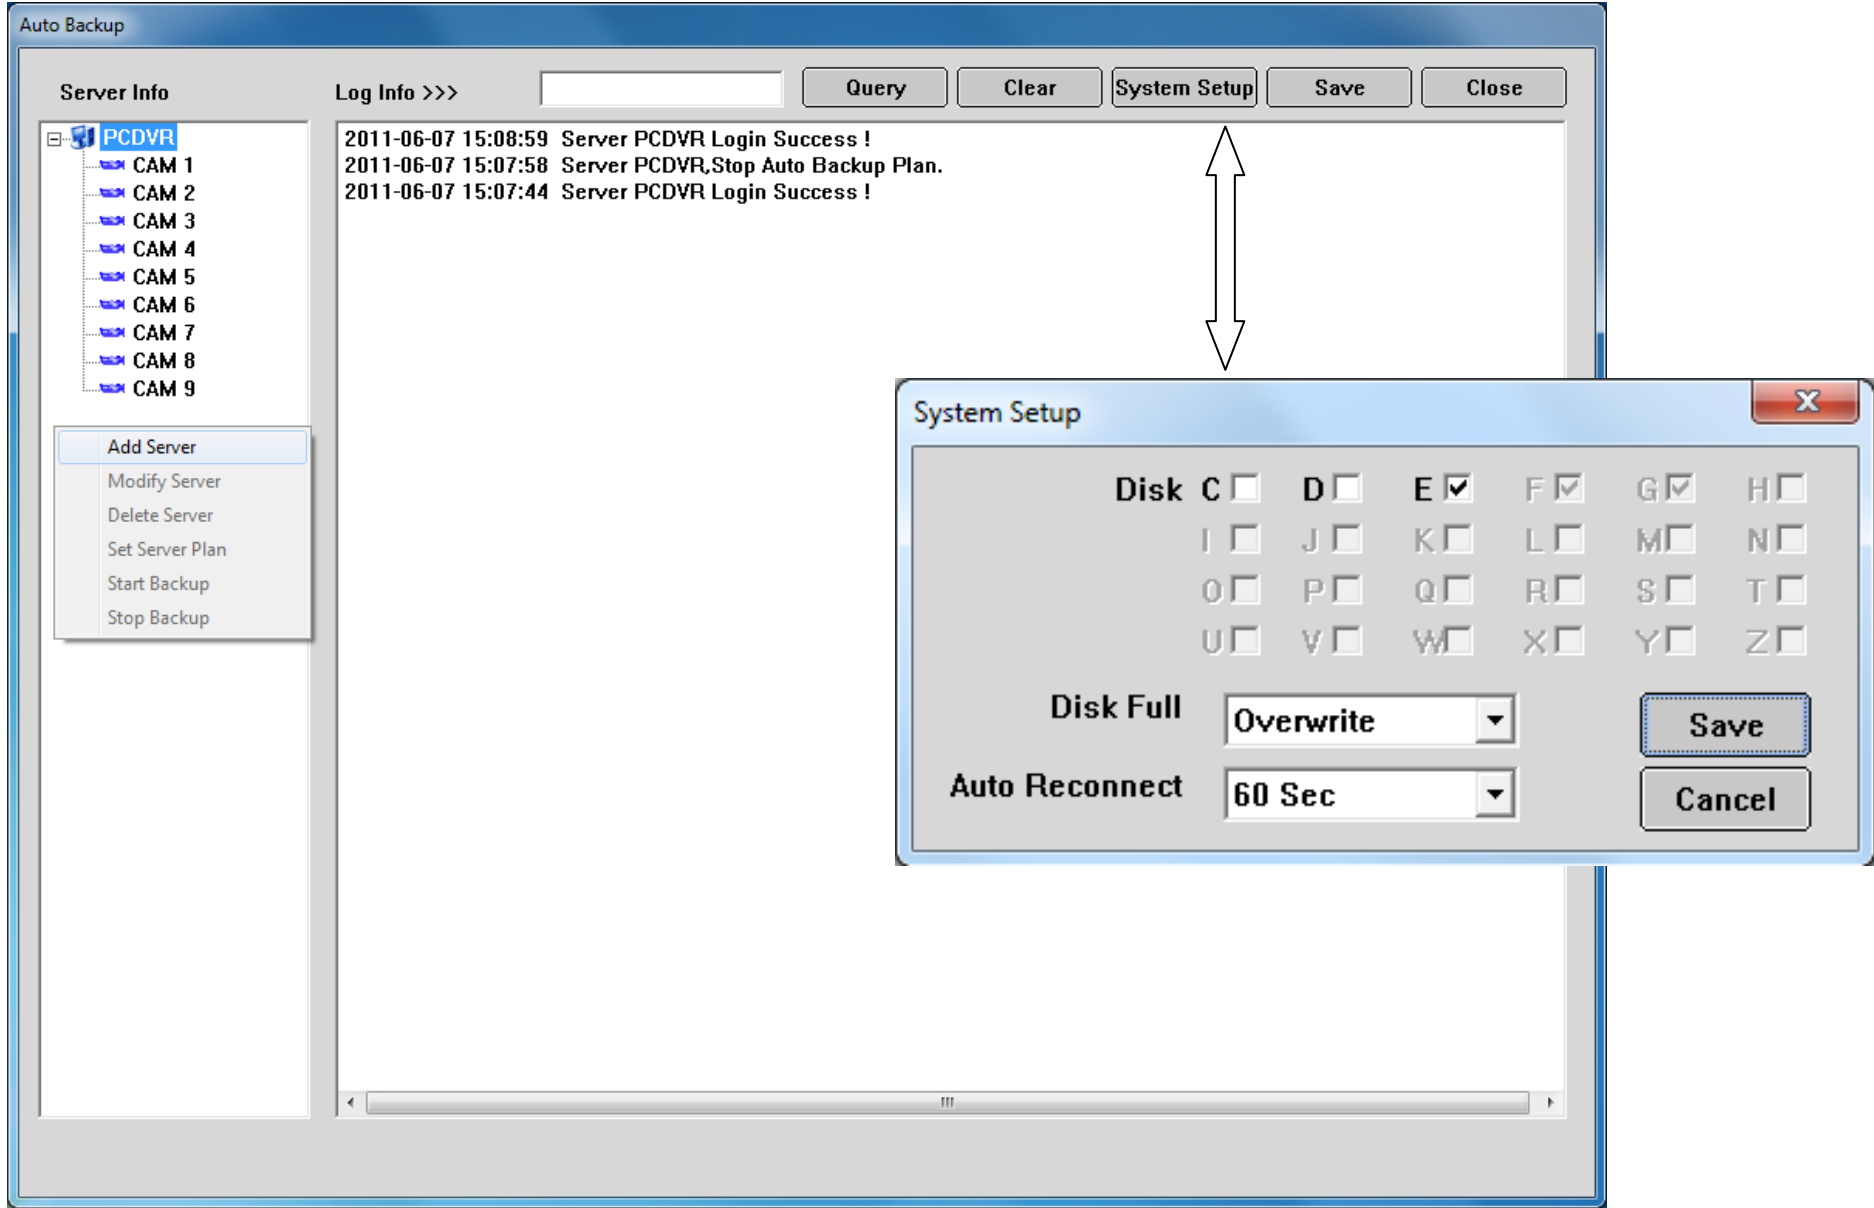 Auto Backup
Server Info
Log Info >>>
Query
Clear
System Setup
Save
Close
PCDVR
CAM 1
CAM 2
CAM 3
CAM 4
CAM 5
CAM 6
CAM 7
CAM 8
CAM 9
2011-06-07 15:08:59 Server PCDVR Login Success !
2011-06-07 15:07:58 Server PCDVR,Stop Auto Backup Plan.
2011-06-07 15:07:44 Server PCDVR Login Success !
Add Server
Modify Server
Delete Server
Set Server Plan
Start Backup
Stop Backup
System Setup
Disk C D E F G H
I J K L M N
O P Q R S T
U V W X Y Z
Disk Full Overwrite
Save
Auto Reconnect 60 Sec
Cancel